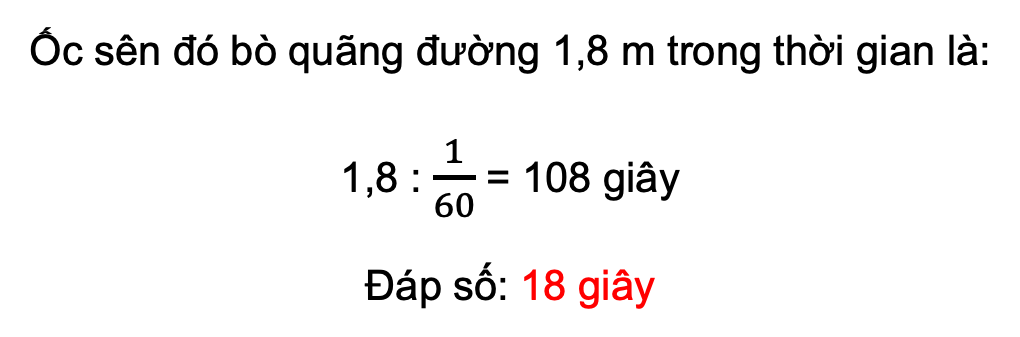 Ốc sên đó bò quãng đường 1,8 m trong thời gian là:
1,8 : 1/60 = 108 giây
Đáp số: 18 giây